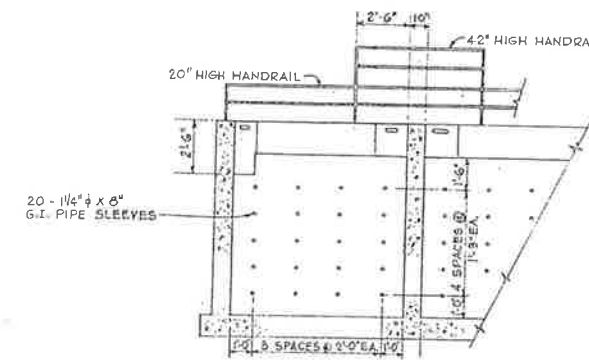 2'-6" 10"
42" HIGH HANDRA
20" HIGH HANDRAIL
2'-6"
1'-6"
20 - 1¼" ϕ x 8"
G.I. PIPE SLEEVES
4 SPACES @
1'-3" EA.
1'-0"
1'-0" 3 SPACES @ 2'-0" EA. 1'-0"